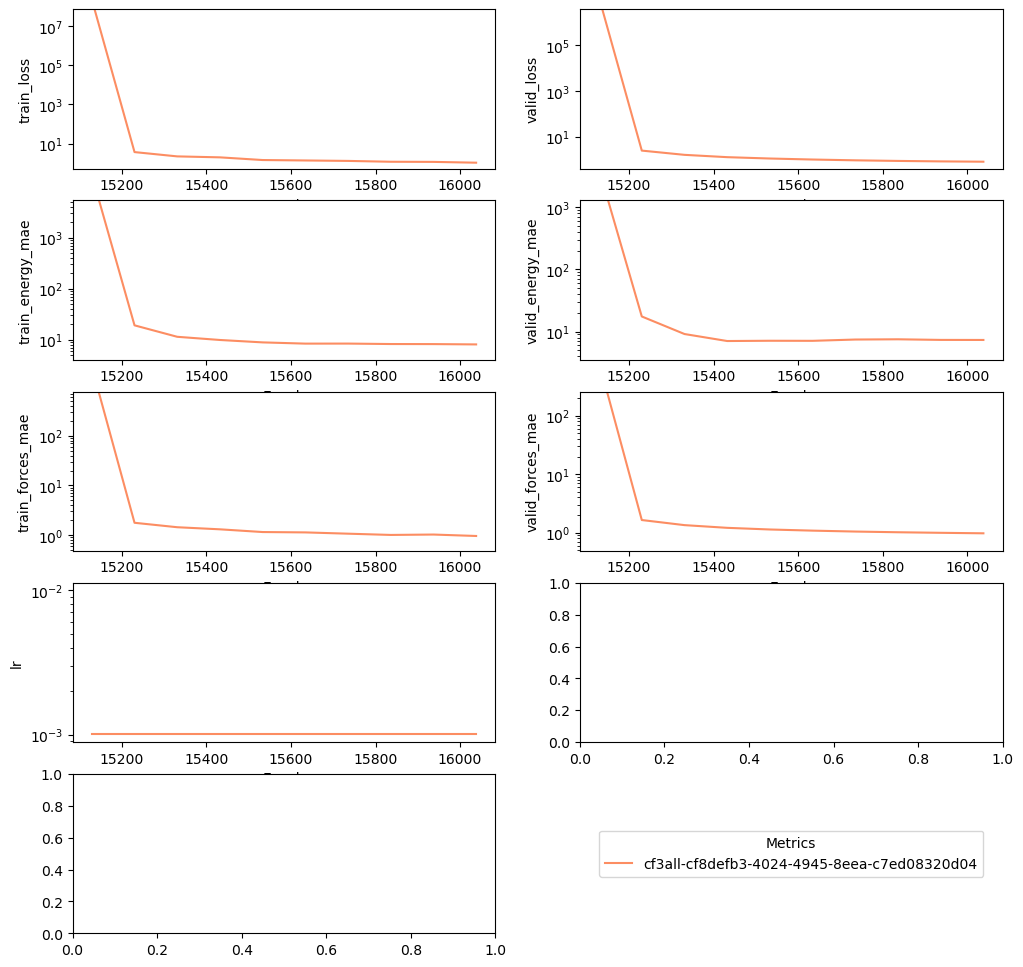 train_loss
10^7
10^5
10^3
10^1
15200 15400 15600 15800 16000
valid_loss
10^5
10^3
10^1
15200 15400 15600 15800 16000
train_energy_mae
10^3
10^2
10^1
15200 15400 15600 15800 16000
valid_energy_mae
10^3
10^2
10^1
15200 15400 15600 15800 16000
train_forces_mae
10^2
10^1
10^0
15200 15400 15600 15800 16000
valid_forces_mae
10^2
10^1
10^0
15200 15400 15600 15800 16000
lr
10^−2
10^−3
15200 15400 15600 15800 16000
1.0
0.8
0.6
0.4
0.2
0.0
0.0 0.2 0.4 0.6 0.8 1.0
1.0
0.8
0.6
0.4
0.2
0.0
0.0 0.2 0.4 0.6 0.8 1.0
Metrics
cf3all-cf8defb3-4024-4945-8eea-c7ed08320d04